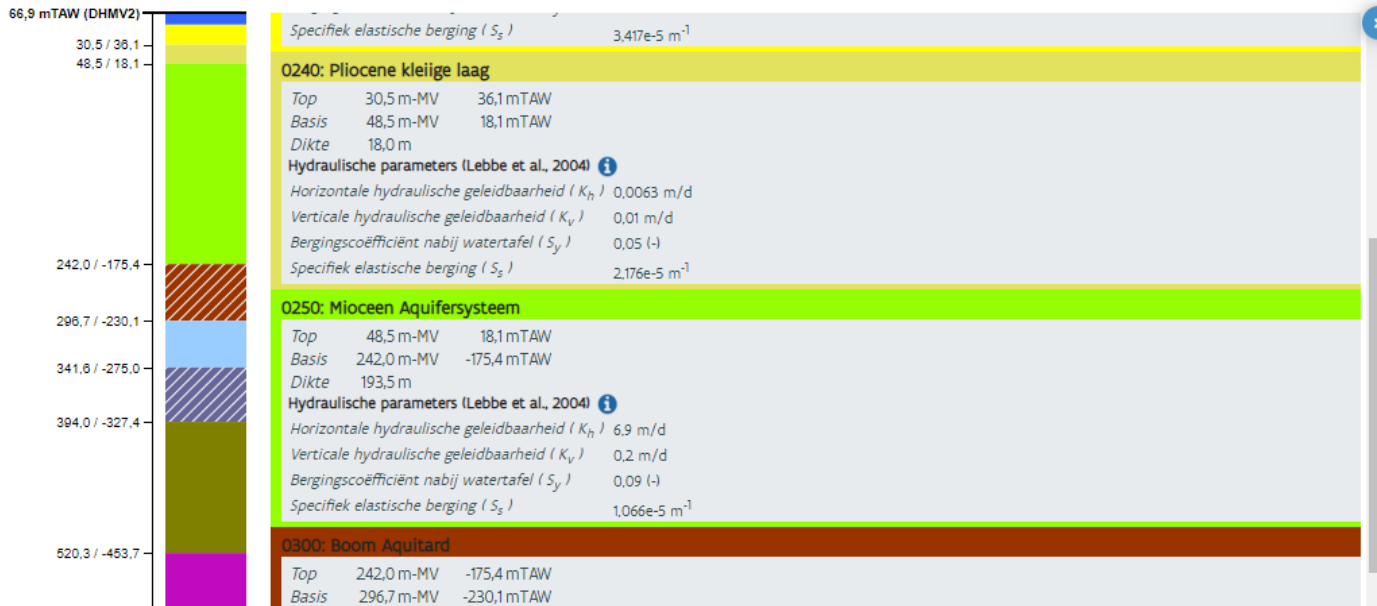 66,9 mTAW (DHMV2)
30,5 / 36,1
48,5 / 18,1
242,0 / -175,4
296,7 / -230,1
341,6 / -275,0
394,0 / -327,4
520,3 / -453,7
Specifiek elastische berging ( Ss ) 3,417e-5 m-1
0240: Pliocene kleiige laag
Top 30,5 m-MV 36,1 mTAW
Basis 48,5 m-MV 18,1 mTAW
Dikte 18,0 m
Hydraulische parameters (Lebbe et al., 2004)
Horizontale hydraulische geleidbaarheid ( Kh ) 0,0063 m/d
Verticale hydraulische geleidbaarheid ( Kv ) 0,01 m/d
Bergingscoëfficiënt nabij watertafel ( Sy ) 0,05 (-)
Specifiek elastische berging ( Ss ) 2,176e-5 m-1
0250: Mioceen Aquifersysteem
Top 48,5 m-MV 18,1 mTAW
Basis 242,0 m-MV -175,4 mTAW
Dikte 193,5 m
Hydraulische parameters (Lebbe et al., 2004)
Horizontale hydraulische geleidbaarheid ( Kh ) 6,9 m/d
Verticale hydraulische geleidbaarheid ( Kv ) 0,2 m/d
Bergingscoëfficiënt nabij watertafel ( Sy ) 0,09 (-)
Specifiek elastische berging ( Ss ) 1,066e-5 m-1
0300: Boom Aquitard
Top 242,0 m-MV -175,4 mTAW
Basis 296,7 m-MV -230,1 mTAW